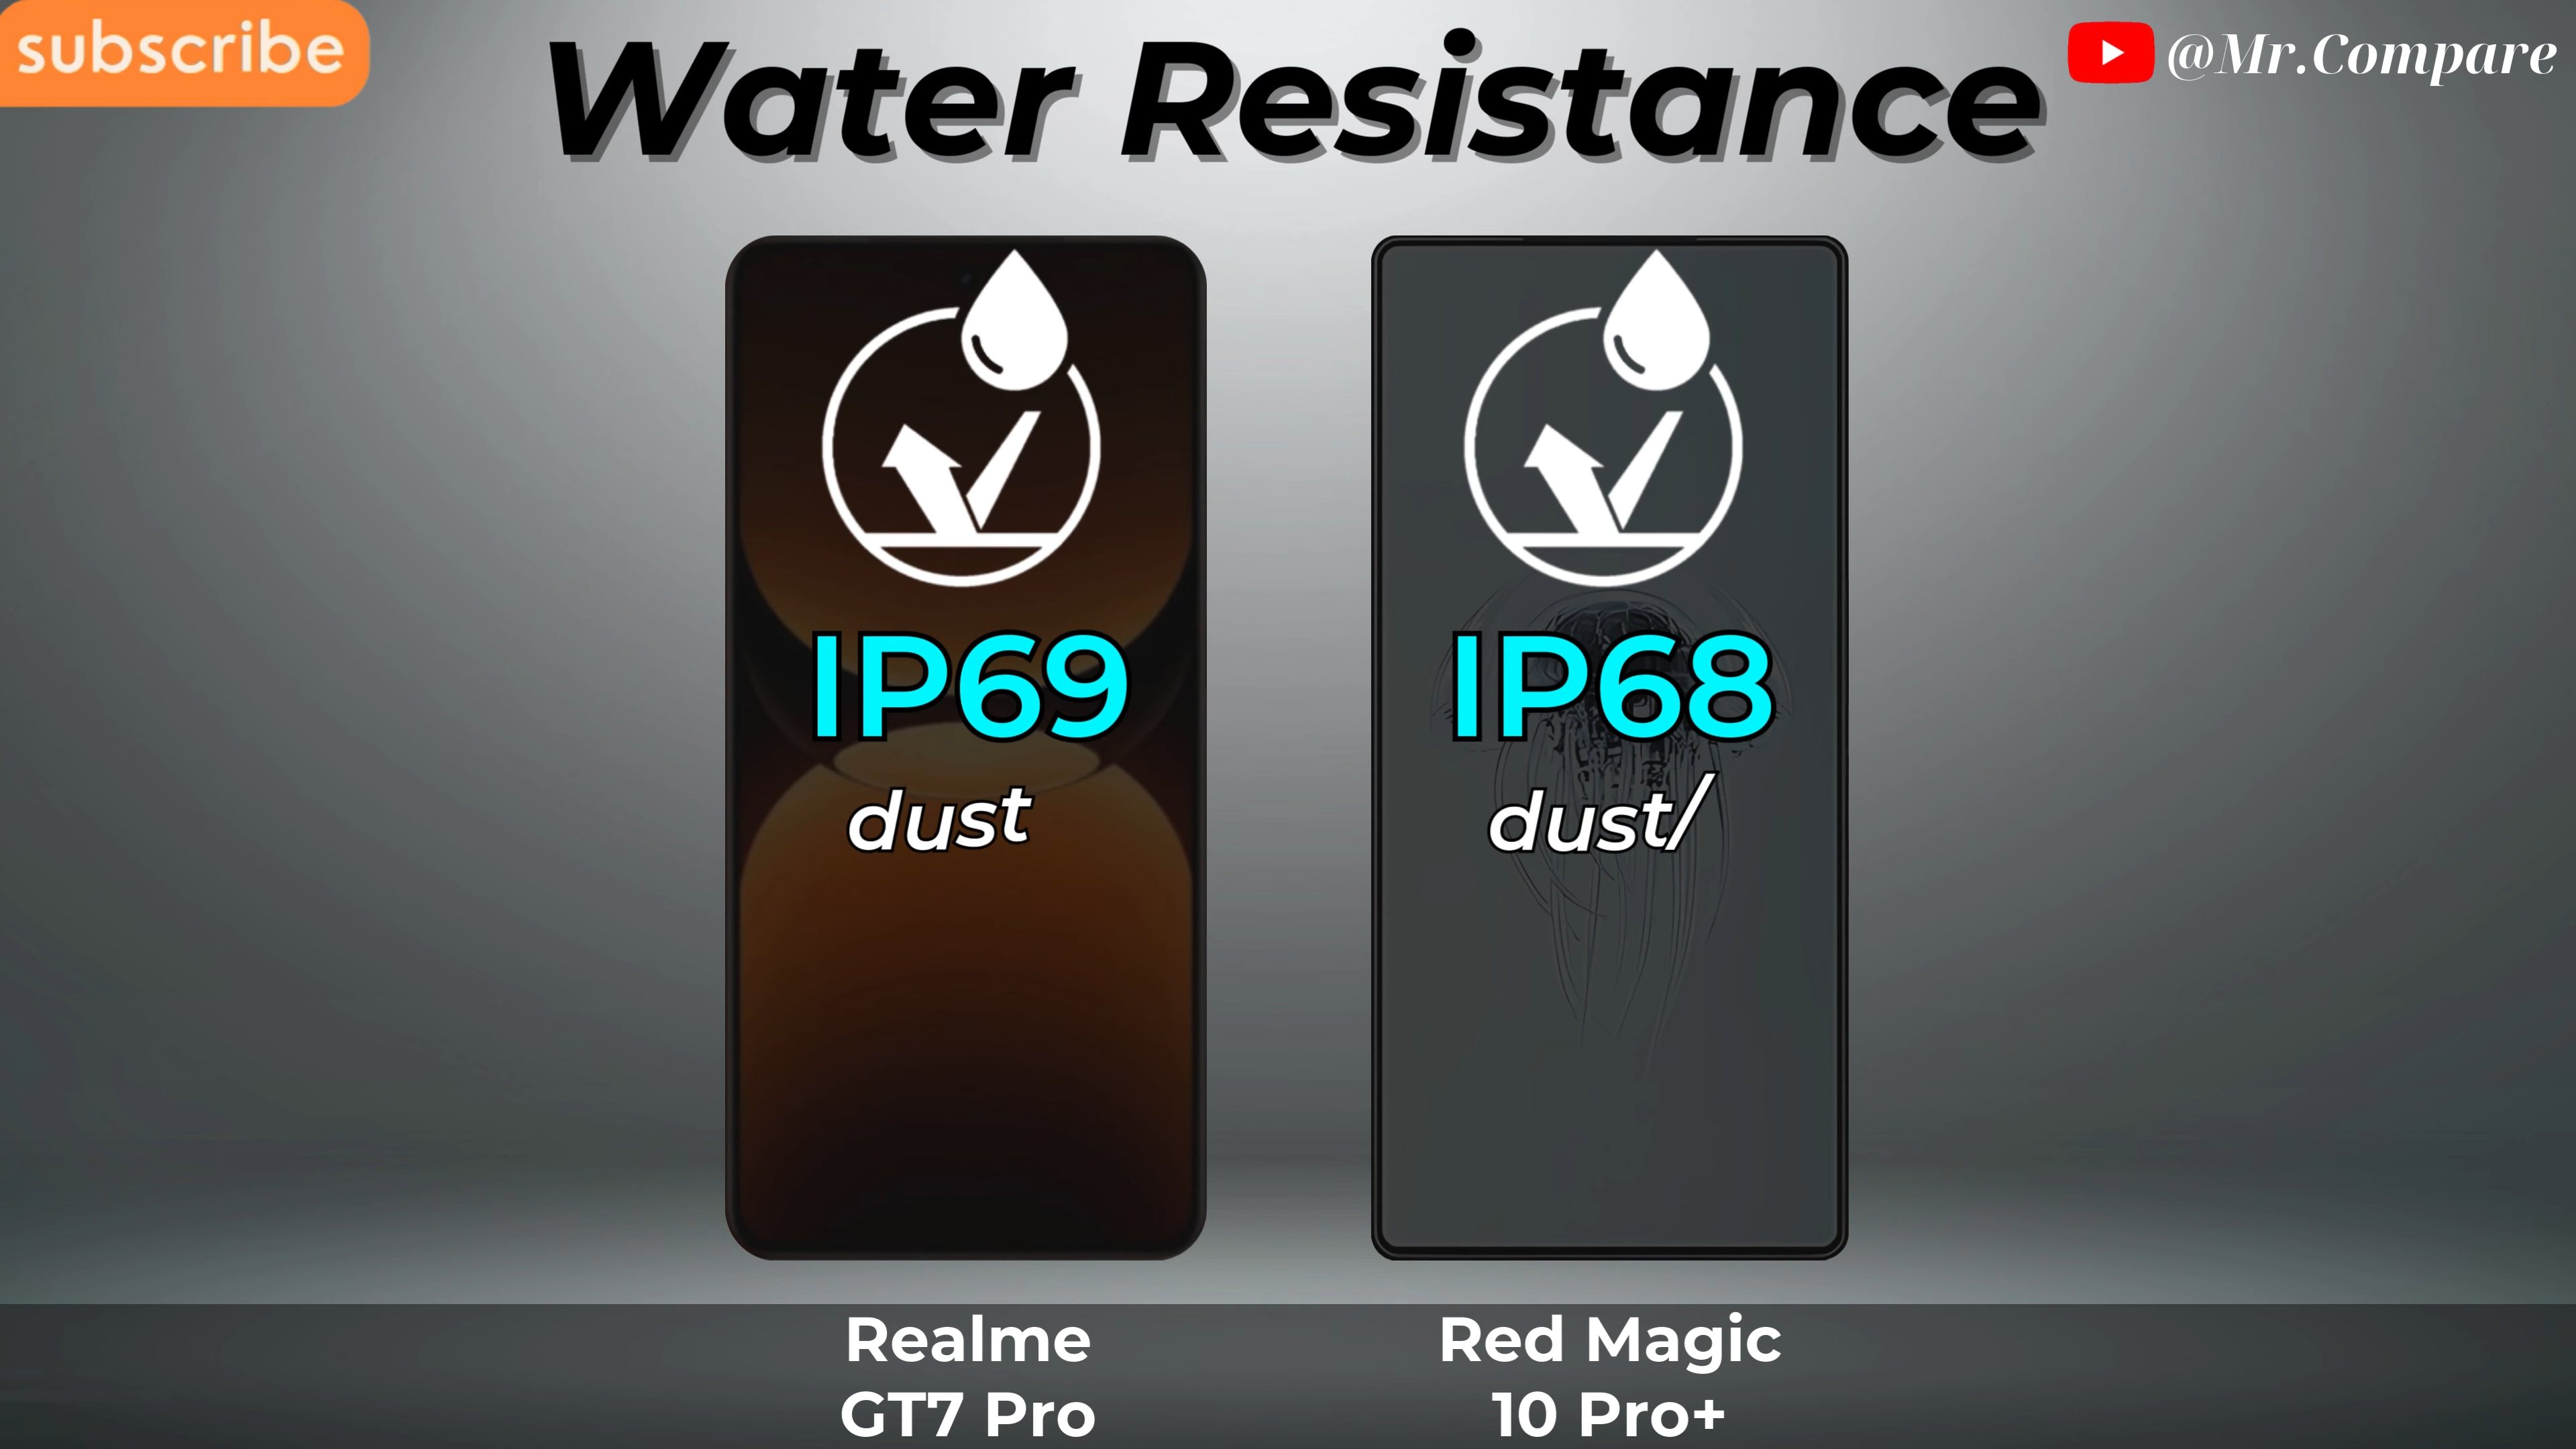 subscribe
Water Resistance
@Mr.Compare
IP69
dust
IP68
dust/
Realme
GT7 Pro
Red Magic
10 Pro+